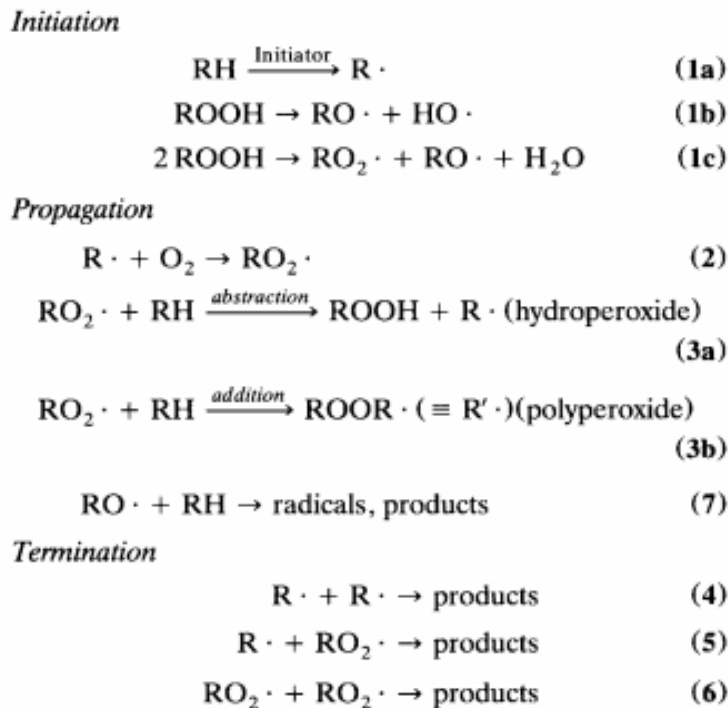 Initiation
RH —Initiator→ R · (1a)
ROOH → RO · + HO · (1b)
2 ROOH → RO₂ · + RO · + H₂O (1c)
Propagation
R · + O₂ → RO₂ · (2)
RO₂ · + RH —abstraction→ ROOH + R · (hydroperoxide)
(3a)
RO₂ · + RH —addition→ ROOR · (≡ R′ ·)(polyperoxide)
(3b)
RO · + RH → radicals, products (7)
Termination
R · + R · → products (4)
R · + RO₂ · → products (5)
RO₂ · + RO₂ · → products (6)